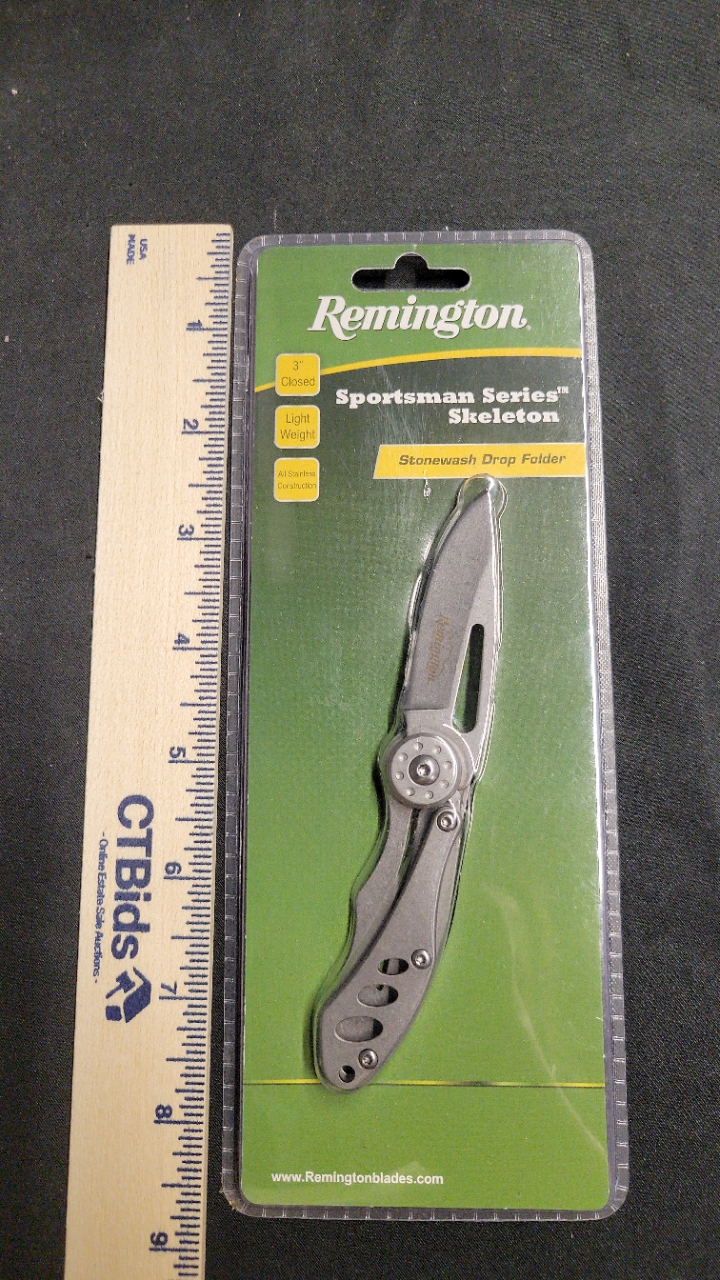 USA
MADE
1
2
3
4
5
6
7
8
9
CTBids
- Online Estate Sale Auctions -
Remington®
3"
Closed
Light
Weight
All Stainless
Construction
Sportsman Series™
Skeleton
Stonewash Drop Folder
Remington
www.Remingtonblades.com